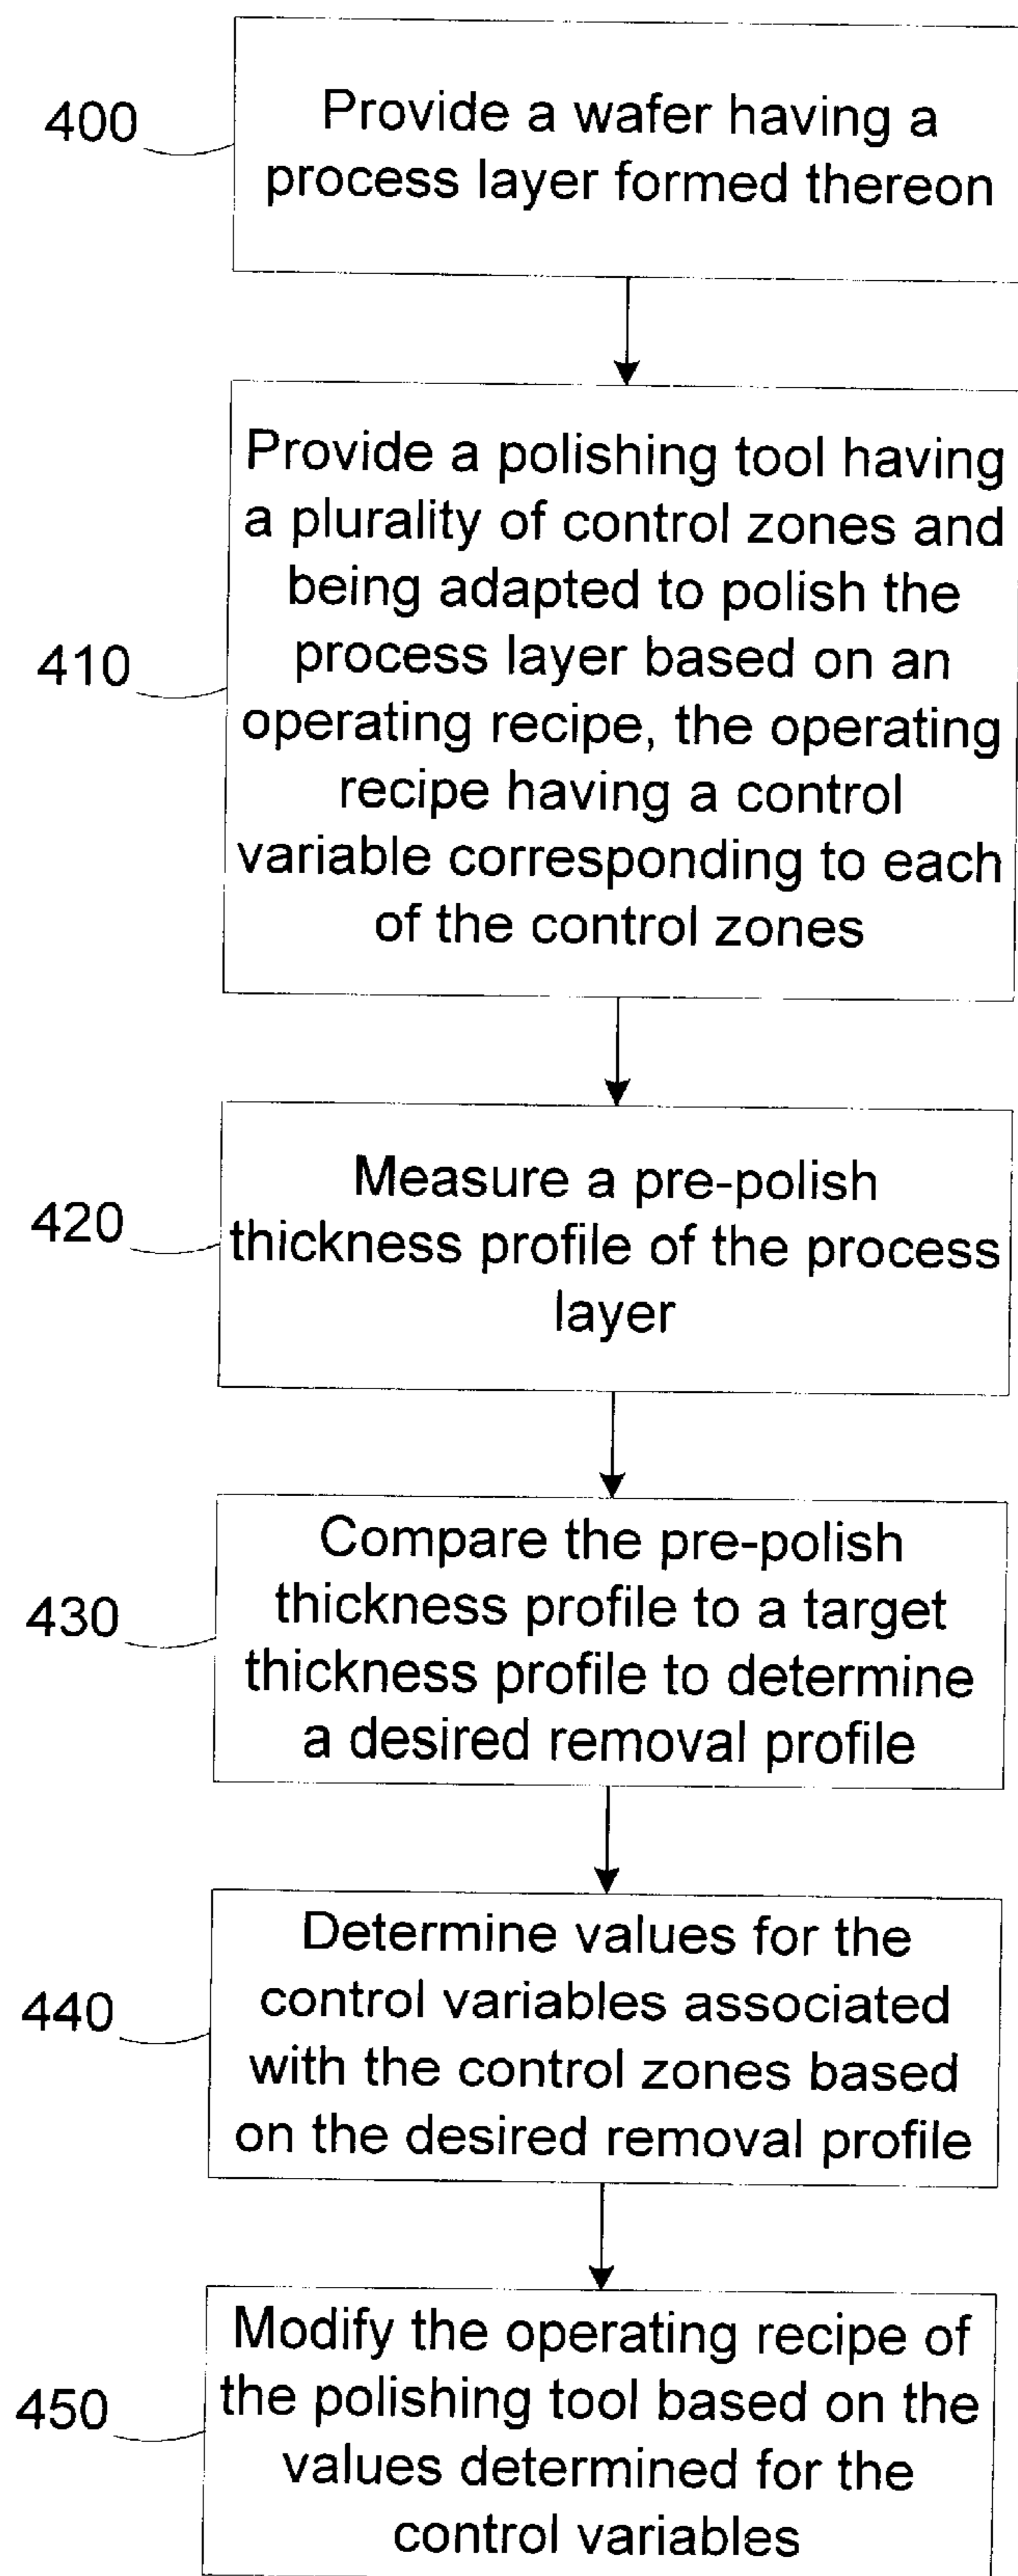 400
Provide a wafer having a
process layer formed thereon
Provide a polishing tool having
a plurality of control zones and
being adapted to polish the
process layer based on an
operating recipe, the operating
recipe having a control
variable corresponding to each
of the control zones
410
Measure a pre-polish
thickness profile of the process
layer
420
Compare the pre-polish
thickness profile to a target
thickness profile to determine
a desired removal profile
430
Determine values for the
control variables associated
with the control zones based
on the desired removal profile
440
Modify the operating recipe of
the polishing tool based on the
values determined for the
control variables
450